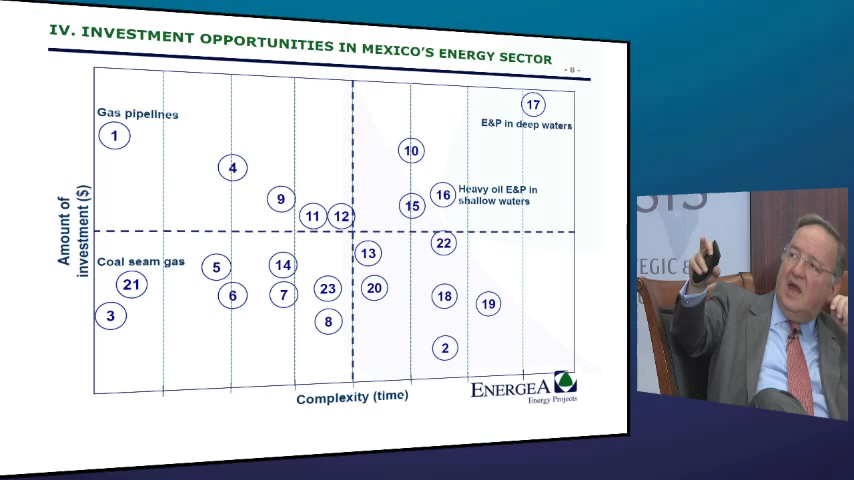 IV. INVESTMENT OPPORTUNITIES IN MEXICO'S ENERGY SECTOR
Gas pipelines
1
17
E&P in deep waters
10
4
16
Heavy oil E&P in
shallow waters
9
15
11
12
Amount of
investment ($)
22
13
Coal seam gas
5
14
21
6
7
23
20
18
19
3
8
2
ENERGEA
Energy Projects
Complexity (time)